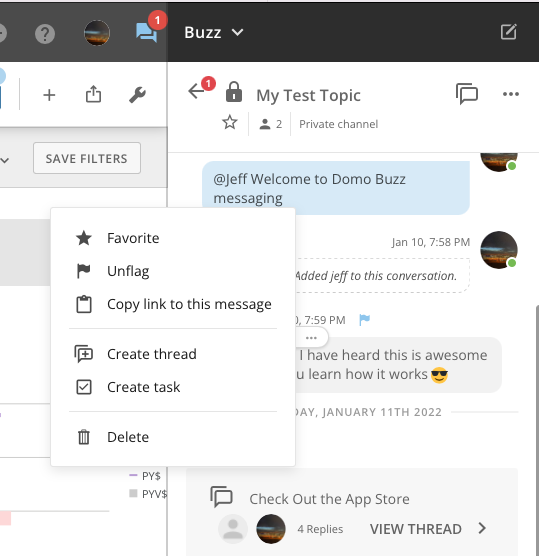 1
Buzz
1
My Test Topic
2
Private channel
SAVE FILTERS
@Jeff Welcome to Domo Buzz
messaging
Jan 10, 7:58 PM
Added jeff to this conversation.
Favorite
Unflag
Copy link to this message
Create thread
Create task
Delete
0, 7:59 PM
I have heard this is awesome
u learn how it works 😎
DAY, JANUARY 11TH 2022
PY$
PYV$
Check Out the App Store
4 Replies
VIEW THREAD